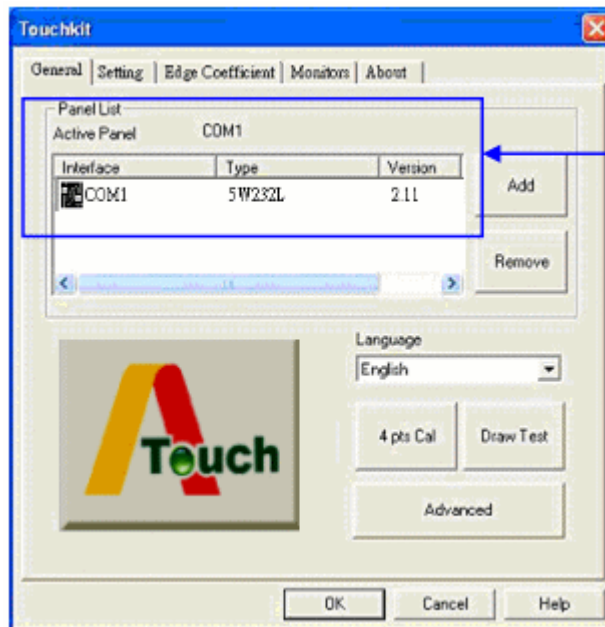 Touchkit
General Setting Edge Coefficient Monitors About
Panel List
Active Panel COM1
Interface Type Version
COM1 5W232L 2.11
Add
Remove
Language
English
ATouch
4 pts Cal Draw Test
Advanced
OK Cancel Help